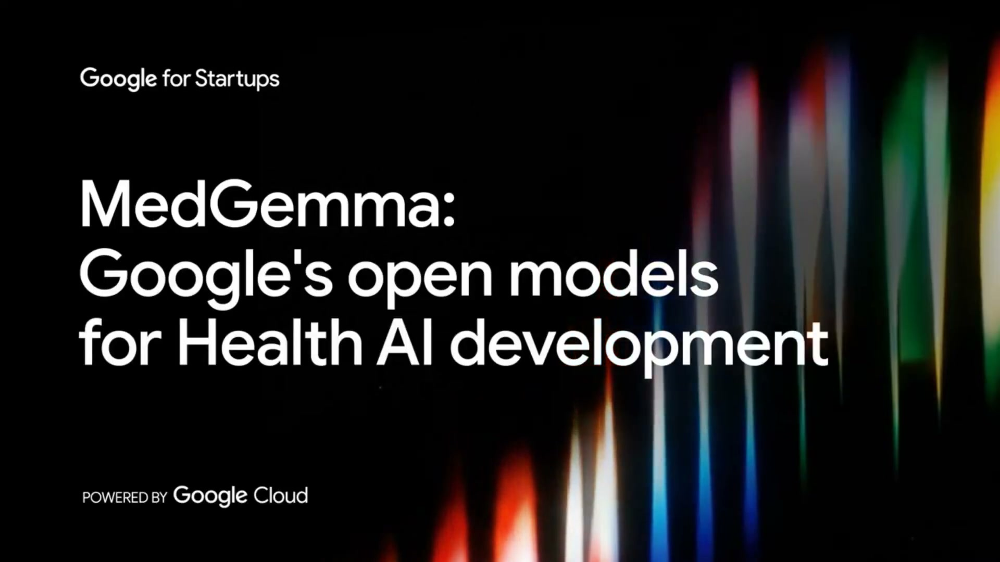 Google for Startups
MedGemma:
Google's open models
for Health AI development
POWERED BY Google Cloud